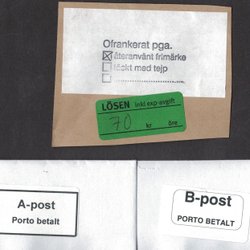 Ofrankerat pga.
återanvänt frimärke
täckt med tejp
LÖSEN inkl exp avgift
70 kr öre
A-post
Porto betalt
B-post
PORTO BETALT